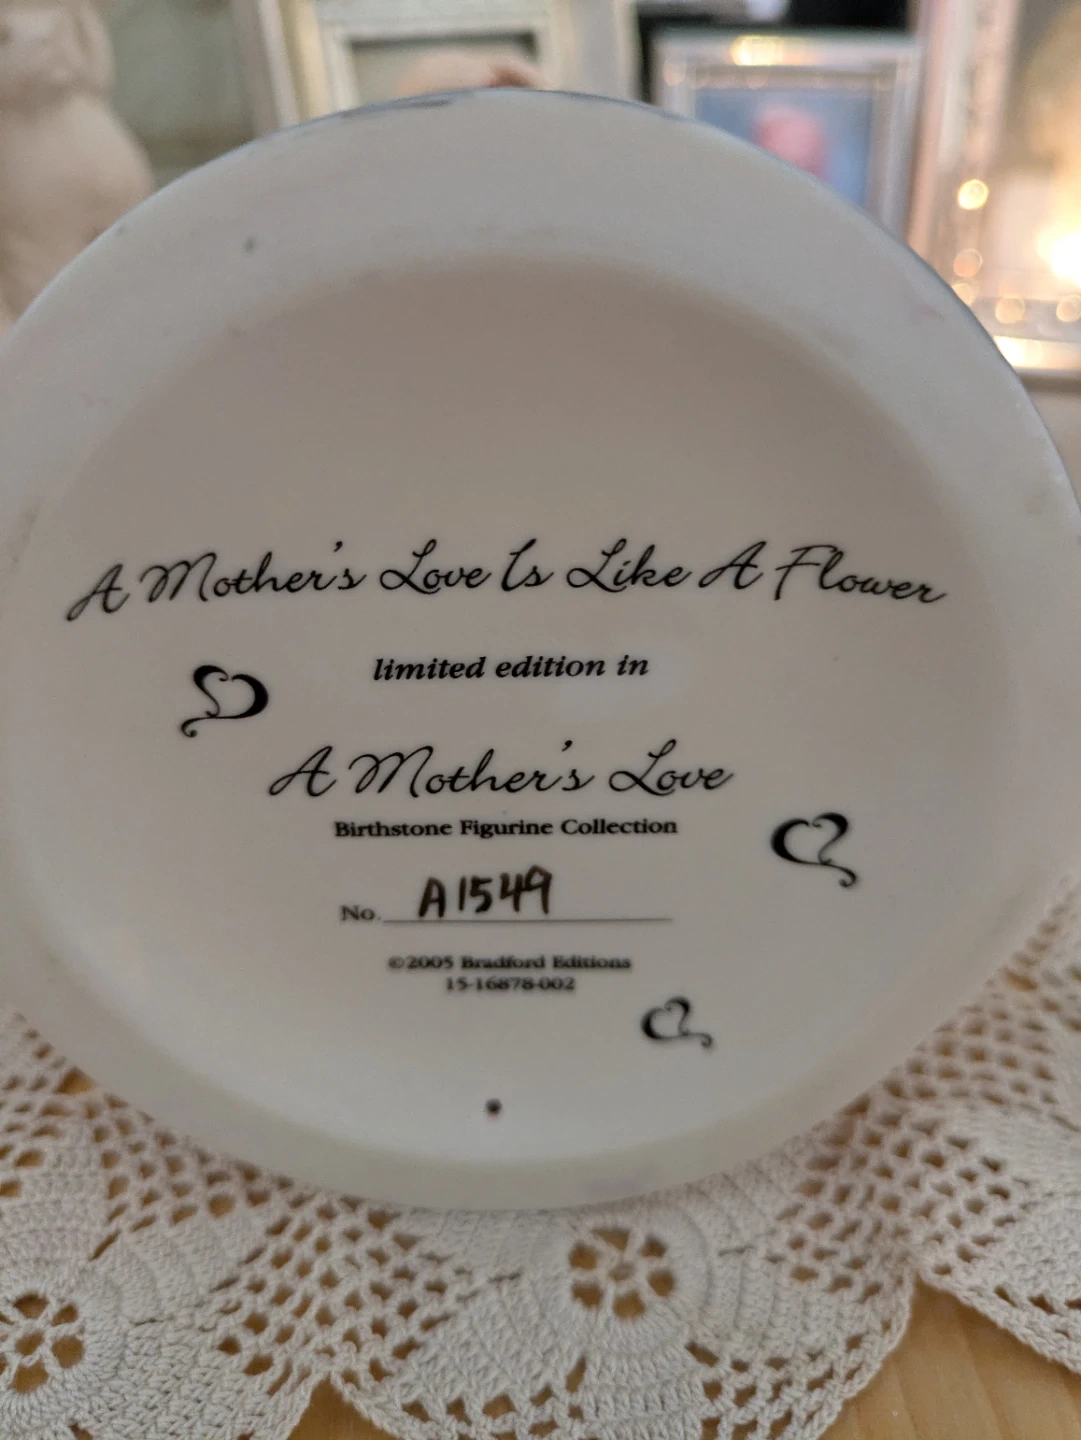 A Mother's Love Is Like A Flower
limited edition in
A Mother's Love
Birthstone Figurine Collection
No. A1549
©2005 Bradford Editions
15-16878-002